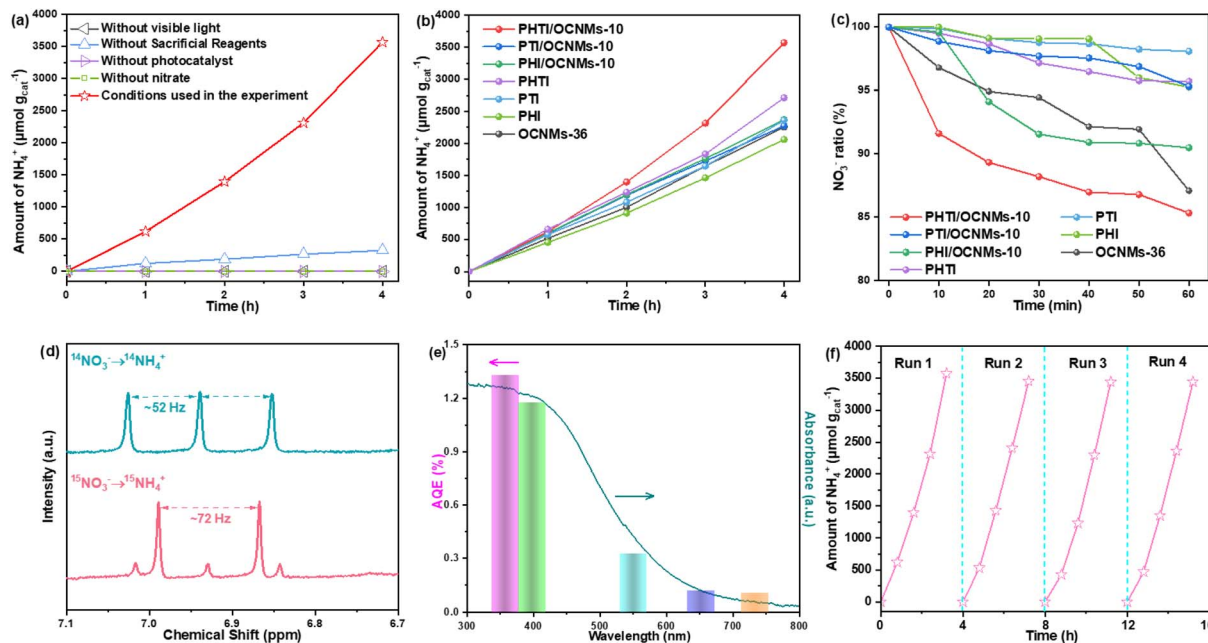 (a)
Without visible light
Without Sacrificial Reagents
Without photocatalyst
Without nitrate
Conditions used in the experiment
Amount of NH₄⁺ (μmol gcat⁻¹)
4000
3500
3000
2500
2000
1500
1000
500
0
0 1 2 3 4
Time (h)
(b)
PHTI/OCNMs-10
PTI/OCNMs-10
PHI/OCNMs-10
PHTI
PTI
PHI
OCNMs-36
Amount of NH₄⁺ (μmol gcat⁻¹)
4000
3500
3000
2500
2000
1500
1000
500
0
0 1 2 3 4
Time (h)
(c)
NO₃⁻ ratio (%)
100
95
90
85
80
PHTI/OCNMs-10 PTI
PTI/OCNMs-10 PHI
PHI/OCNMs-10 OCNMs-36
PHTI
0 10 20 30 40 50 60
Time (min)
(d)
¹⁴NO₃⁻→¹⁴NH₄⁺
~52 Hz
¹⁵NO₃⁻→¹⁵NH₄⁺
~72 Hz
Intensity (a.u.)
7.1 7.0 6.9 6.8 6.7
Chemical Shift (ppm)
(e)
AQE (%)
1.5
1.2
0.9
0.6
0.3
0.0
Absorbance (a.u.)
300 400 500 600 700 800
Wavelength (nm)
(f)
Run 1 Run 2 Run 3 Run 4
Amount of NH₄⁺ (μmol gcat⁻¹)
4000
3500
3000
2500
2000
1500
1000
500
0
0 4 8 12 16
Time (h)